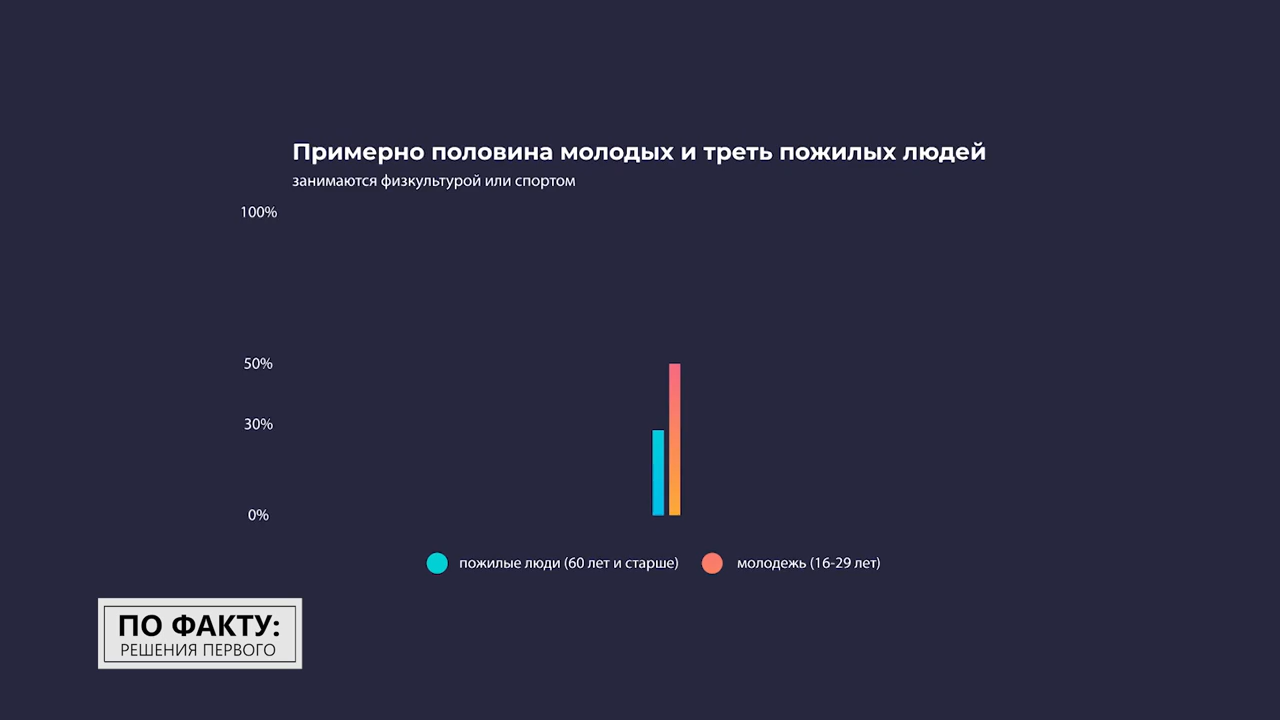 Примерно половина молодых и треть пожилых людей
занимаются физкультурой или спортом
100%
50%
30%
0%
пожилые люди (60 лет и старше)
молодежь (16-29 лет)
ПО ФАКТУ:
РЕШЕНИЯ ПЕРВОГО